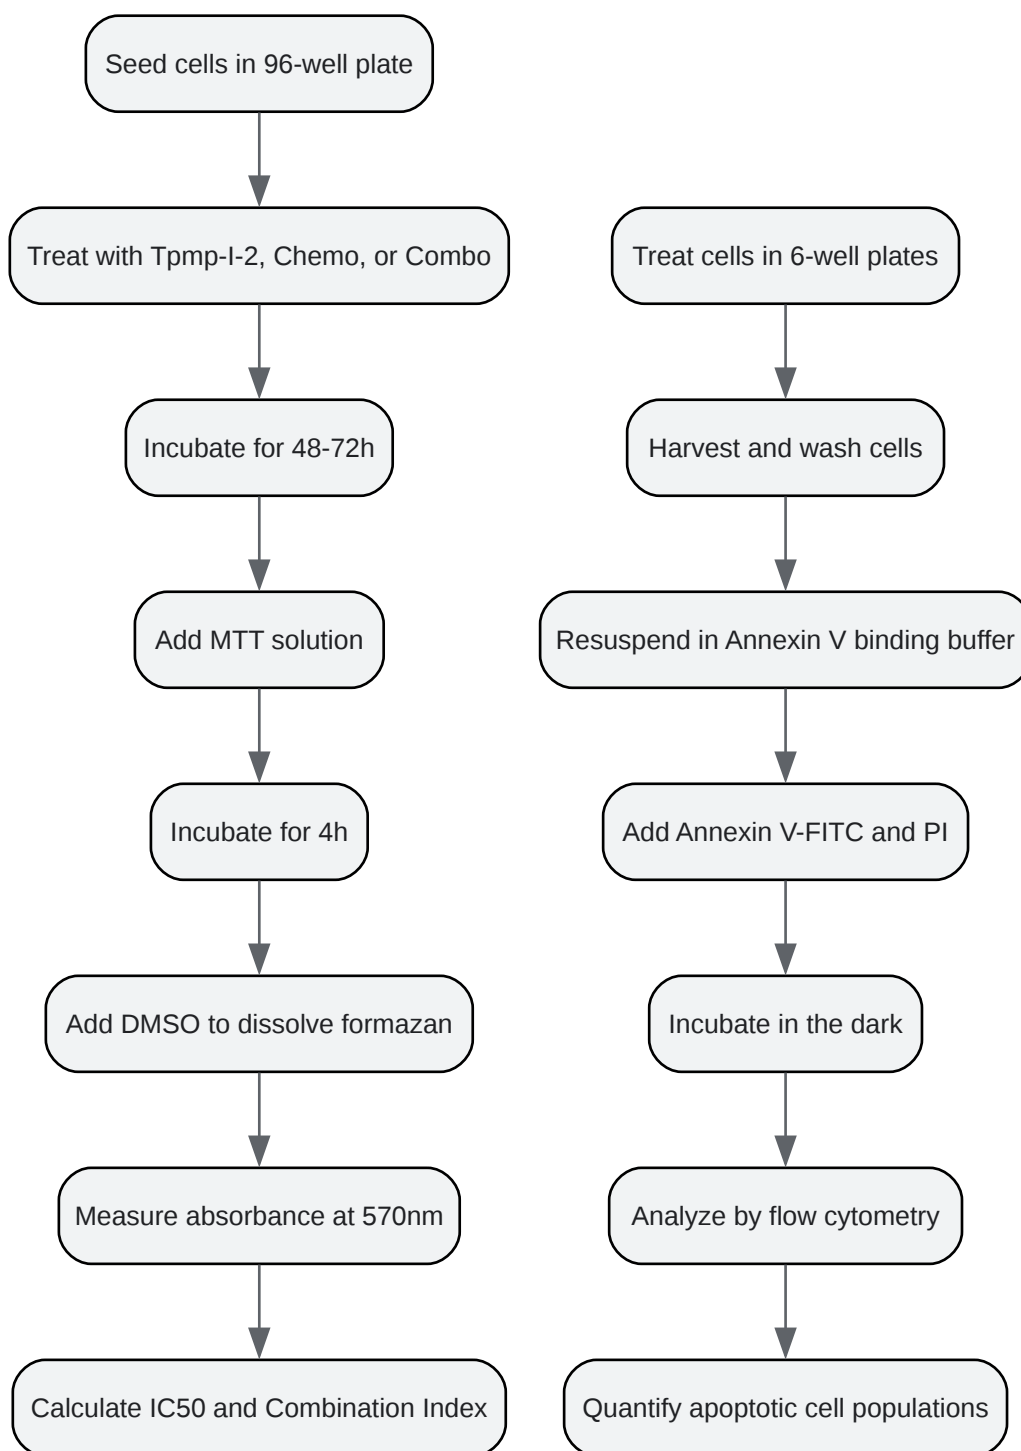 Seed cells in 96-well plate
Treat with Tpmp-I-2, Chemo, or Combo
Incubate for 48-72h
Add MTT solution
Incubate for 4h
Add DMSO to dissolve formazan
Measure absorbance at 570nm
Calculate IC50 and Combination Index
Treat cells in 6-well plates
Harvest and wash cells
Resuspend in Annexin V binding buffer
Add Annexin V-FITC and PI
Incubate in the dark
Analyze by flow cytometry
Quantify apoptotic cell populations